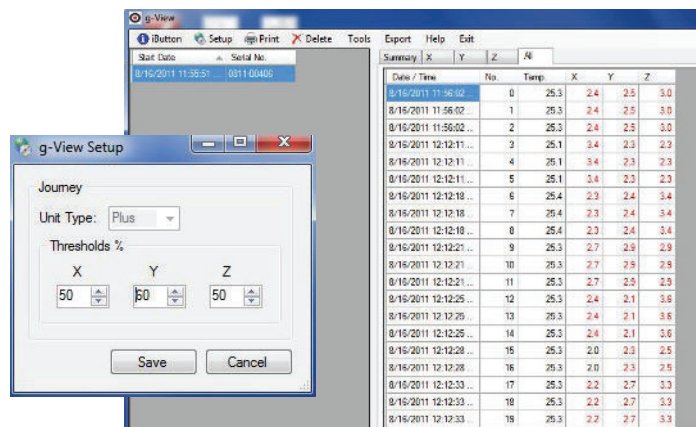 g-View
iButton Setup Print Delete Tools Export Help Exit
Start Date Serial No.
8/16/2011 11:55:51 ... 0811-00406
Summary X Y Z All
Date / Time No. Temp. X Y Z
8/16/2011 11:56:02 ... 0 25.3 2.4 2.5 3.0
8/16/2011 11:56:02 ... 1 25.3 2.4 2.5 3.0
8/16/2011 11:56:02 ... 2 25.3 2.4 2.5 3.0
8/16/2011 12:12:11 ... 3 25.1 3.4 2.3 2.3
8/16/2011 12:12:11 ... 4 25.1 3.4 2.3 2.3
8/16/2011 12:12:11 ... 5 25.1 3.4 2.3 2.3
8/16/2011 12:12:18 ... 6 25.4 2.3 2.4 3.4
8/16/2011 12:12:18 ... 7 25.4 2.3 2.4 3.4
8/16/2011 12:12:18 ... 8 25.4 2.3 2.4 3.4
8/16/2011 12:12:21 ... 9 25.3 2.7 2.9 2.9
8/16/2011 12:12:21 ... 10 25.3 2.7 2.9 2.9
8/16/2011 12:12:21 ... 11 25.3 2.7 2.9 2.9
8/16/2011 12:12:25 ... 12 25.3 2.4 2.1 3.6
8/16/2011 12:12:25 ... 13 25.3 2.4 2.1 3.6
8/16/2011 12:12:25 ... 14 25.3 2.4 2.1 3.6
8/16/2011 12:12:28 ... 15 25.3 2.0 2.3 2.5
8/16/2011 12:12:28 ... 16 25.3 2.0 2.3 2.5
8/16/2011 12:12:33 ... 17 25.3 2.2 2.7 3.3
8/16/2011 12:12:33 ... 18 25.3 2.2 2.7 3.3
8/16/2011 12:12:33 ... 19 25.3 2.2 2.7 3.3
g-View Setup
Journey
Unit Type: Plus
Thresholds %
X Y Z
50 60 50
Save Cancel